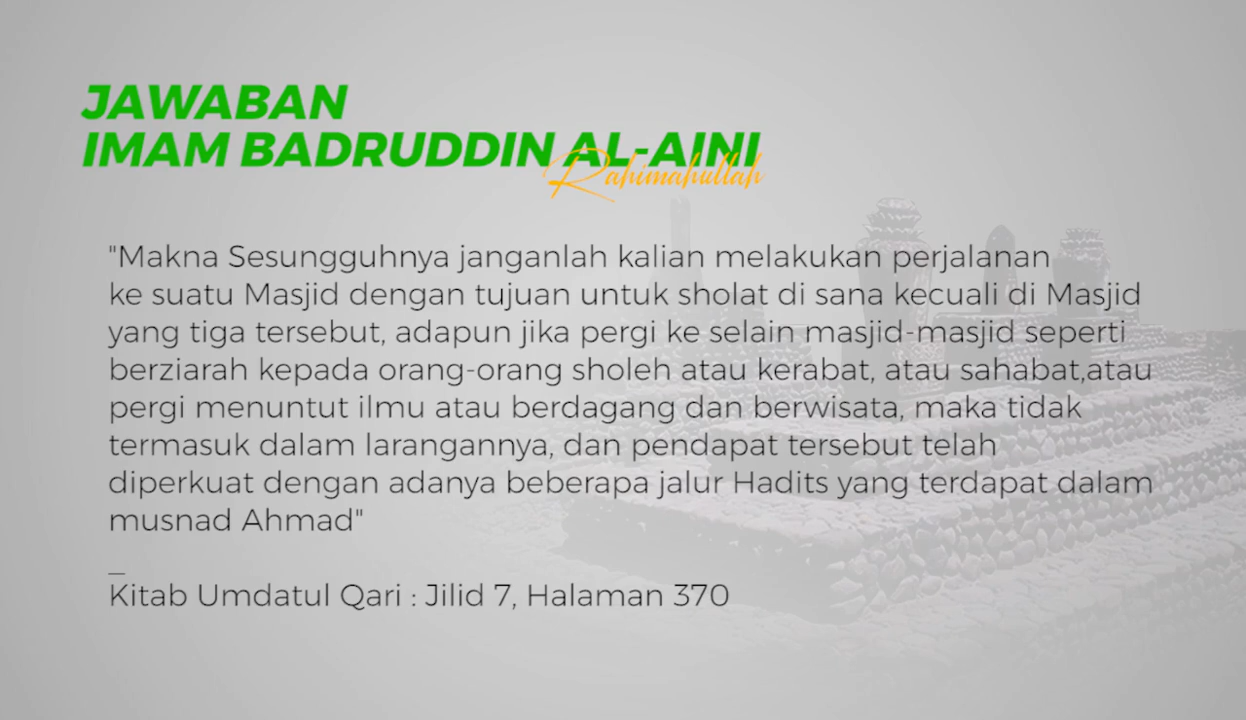 JAWABAN
IMAM BADRUDDIN AL-AINI
Rahimahullah
"Makna Sesungguhnya janganlah kalian melakukan perjalanan
ke suatu Masjid dengan tujuan untuk sholat di sana kecuali di Masjid
yang tiga tersebut, adapun jika pergi ke selain masjid-masjid seperti
berziarah kepada orang-orang sholeh atau kerabat, atau sahabat,atau
pergi menuntut ilmu atau berdagang dan berwisata, maka tidak
termasuk dalam larangannya, dan pendapat tersebut telah
diperkuat dengan adanya beberapa jalur Hadits yang terdapat dalam
musnad Ahmad"
_
Kitab Umdatul Qari : Jilid 7, Halaman 370